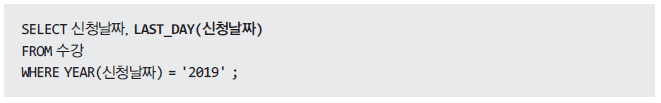 SELECT 신청날짜, LAST_DAY(신청날짜)
FROM 수강
WHERE YEAR(신청날짜) = '2019' ;